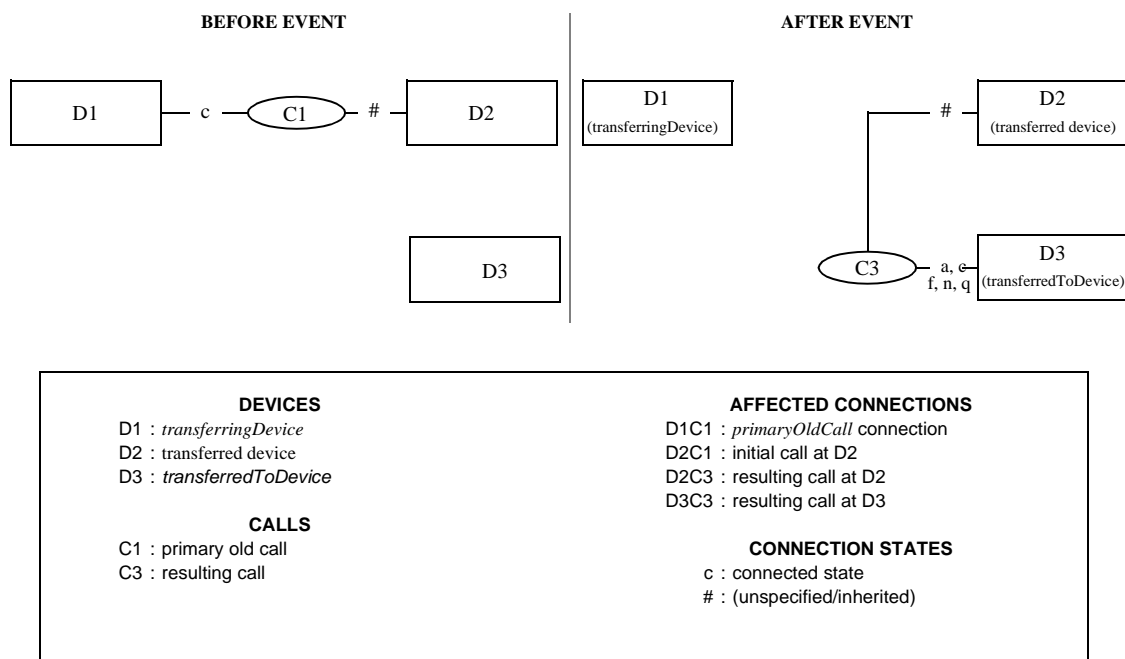 BEFORE EVENT
AFTER EVENT
D1
c
C1
#
D2
D3
D1
(transferringDevice)
#
D2
(transferred device)
C3
a, c
f, n, q
D3
(transferredToDevice)
DEVICES
D1 : transferringDevice
D2 : transferred device
D3 : transferredToDevice
CALLS
C1 : primary old call
C3 : resulting call
AFFECTED CONNECTIONS
D1C1 : primaryOldCall connection
D2C1 : initial call at D2
D2C3 : resulting call at D2
D3C3 : resulting call at D3
CONNECTION STATES
c : connected state
# : (unspecified/inherited)